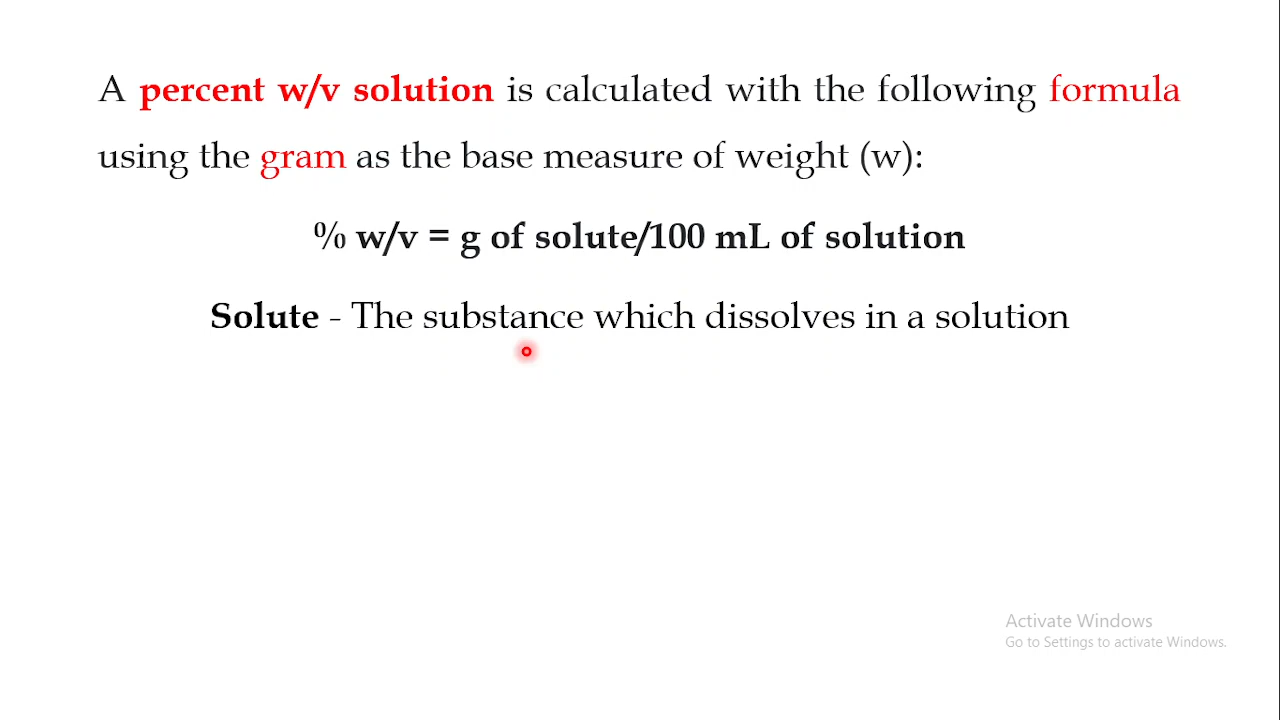 A percent w/v solution is calculated with the following formula
using the gram as the base measure of weight (w):
% w/v = g of solute/100 mL of solution
Solute - The substance which dissolves in a solution
Activate Windows
Go to Settings to activate Windows.